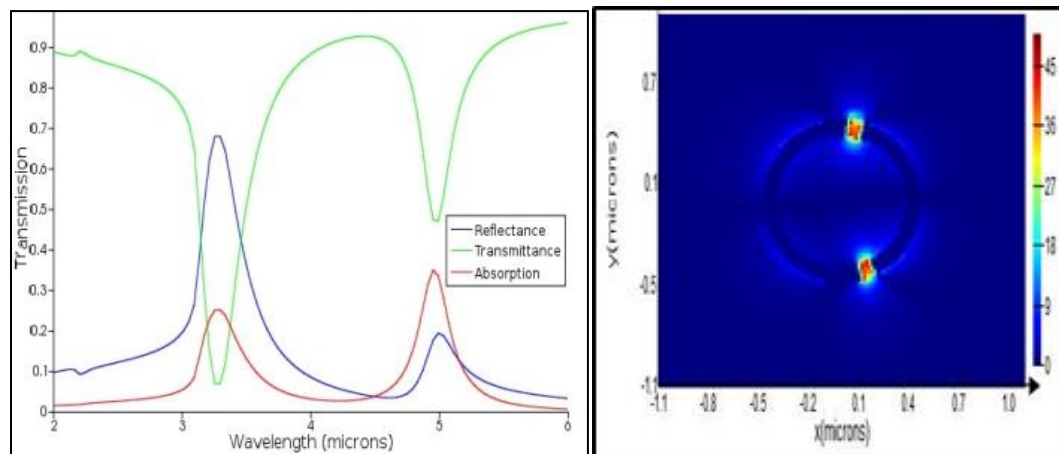 0.9
0.8
0.7
0.6
0.5
0.4
0.3
0.2
0.1
0
Transmission
2 3 4 5 6
Wavelength (microns)
Reflectance
Transmittance
Absorption
0.7
0.1
-0.5
-1.1
y(microns)
-1.1 -0.5 -0.2 0.1 0.4 0.7 1.0
x(microns)
45
36
27
18
9
0